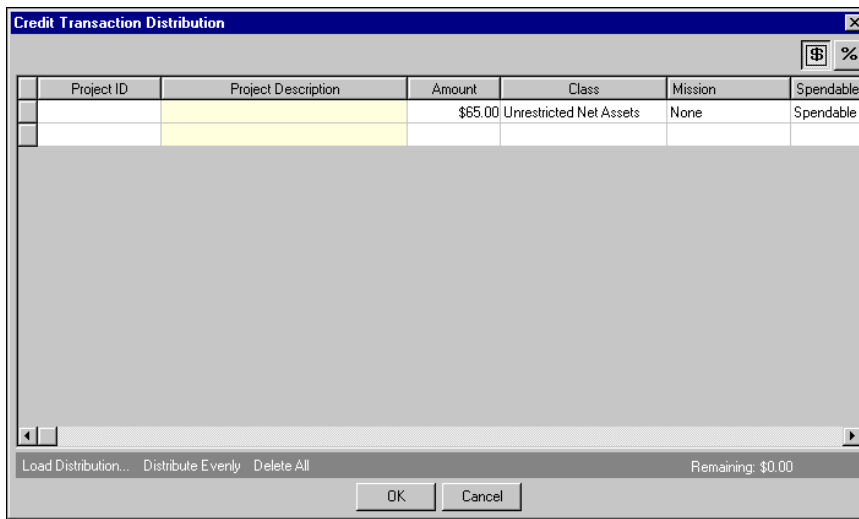 Credit Transaction Distribution
$ %
Project ID Project Description Amount Class Mission Spendable
$65.00 Unrestricted Net Assets None Spendable
Load Distribution... Distribute Evenly Delete All Remaining: $0.00
OK Cancel